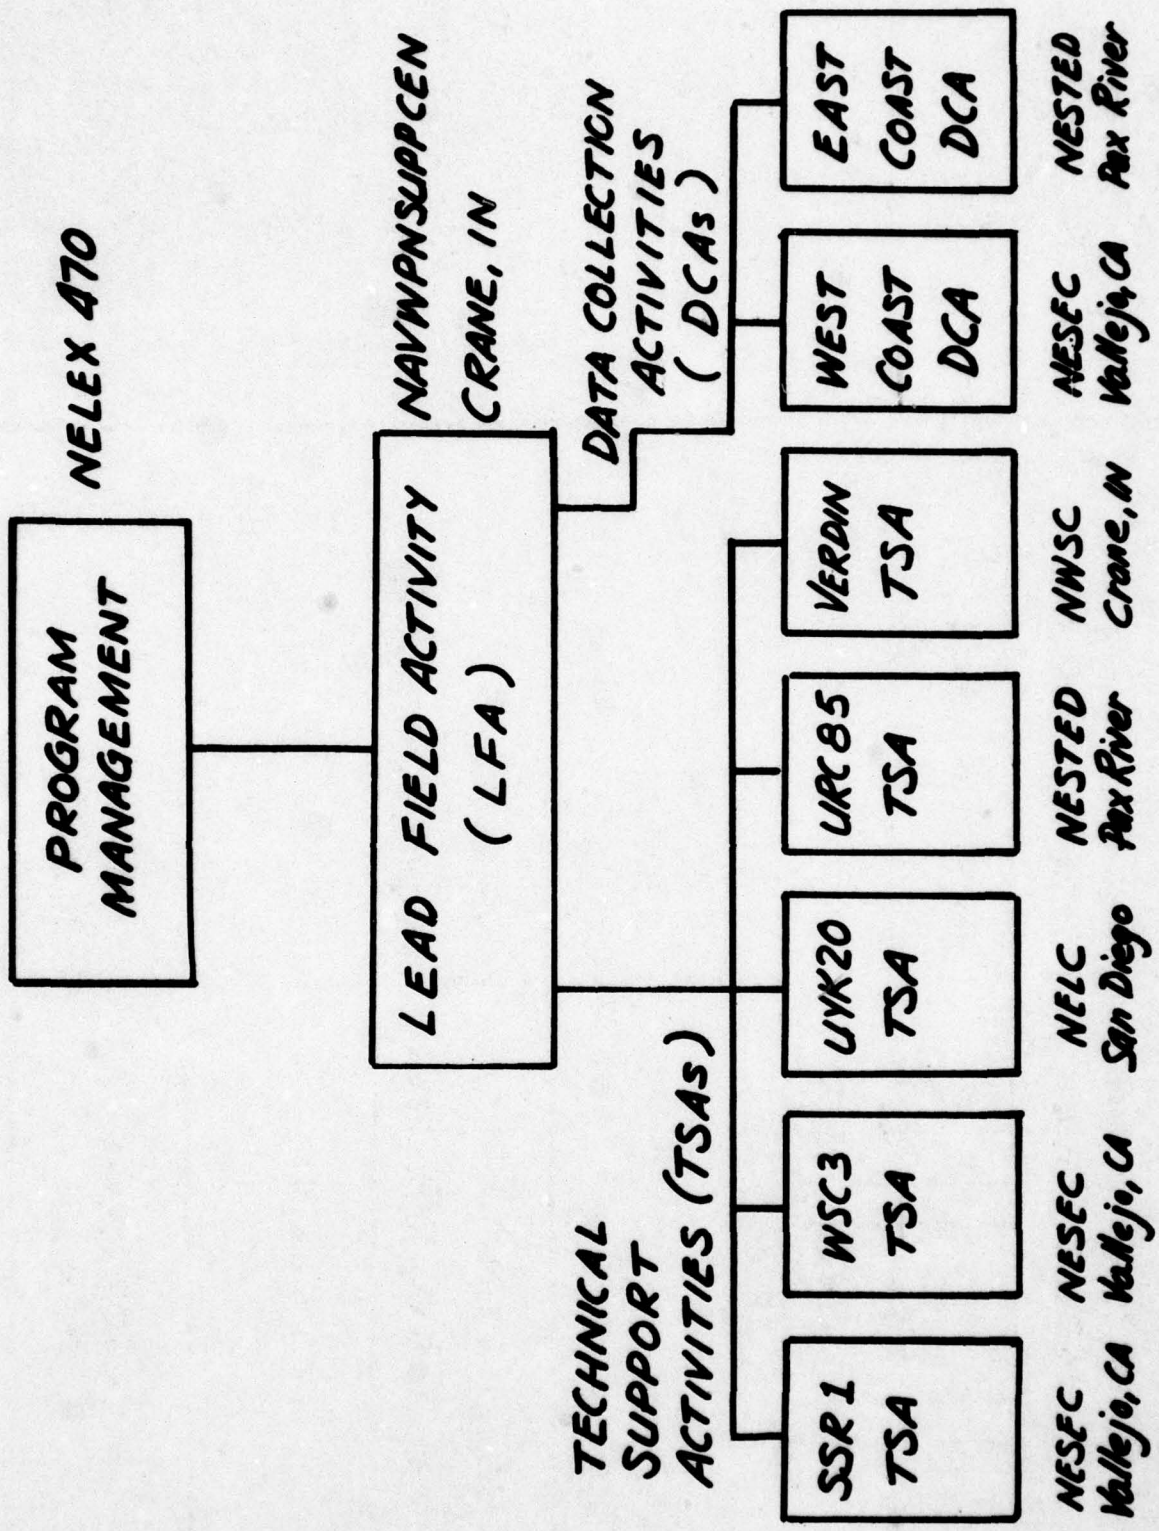 PROGRAM
MANAGEMENT
NELEX 470
LEAD FIELD ACTIVITY
(LFA)
NAVWPNSUPPCEN
CRANE, IN
TECHNICAL
SUPPORT
ACTIVITIES (TSAs)
DATA COLLECTION
ACTIVITIES
(DCAs)
SSR 1
TSA
NESEC
Vallejo, CA
WSC3
TSA
NESEC
Vallejo, CA
UYK20
TSA
NELC
San Diego
URC85
TSA
NESTED
Pax River
VERDIN
TSA
NWSC
Crane, IN
WEST
COAST
DCA
NESEC
Vallejo, CA
EAST
COAST
DCA
NESTED
Pax River